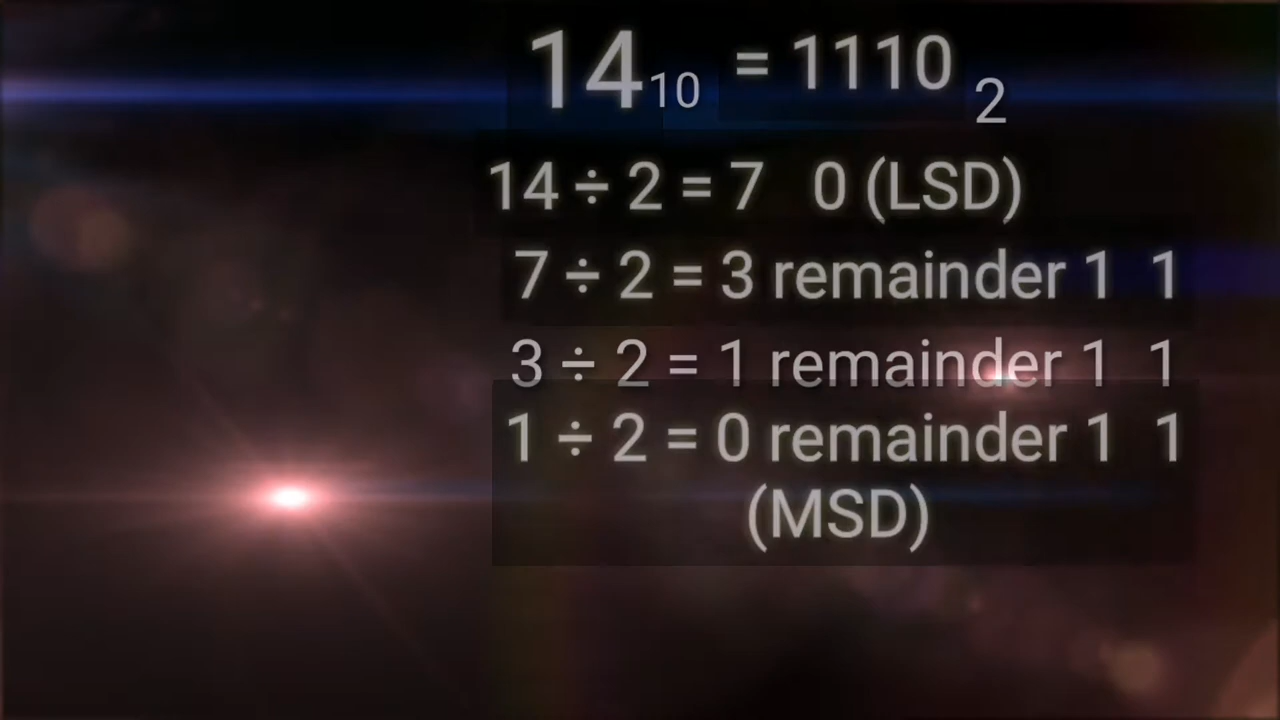 14₁₀ = 1110 ₂
14 ÷ 2 = 7 0 (LSD)
7 ÷ 2 = 3 remainder 1 1
3 ÷ 2 = 1 remainder 1 1
1 ÷ 2 = 0 remainder 1 1
(MSD)